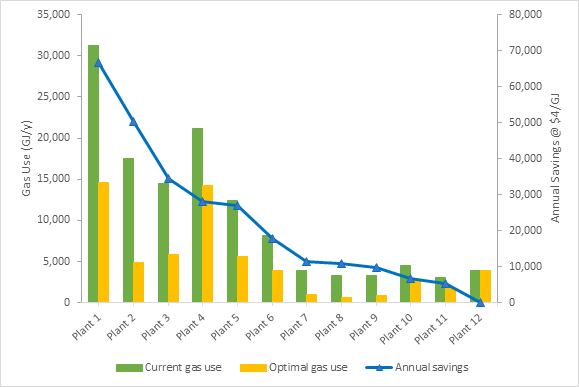 35,000
30,000
25,000
20,000
15,000
10,000
5,000
0
Gas Use (GJ/y)
80,000
70,000
60,000
50,000
40,000
30,000
20,000
10,000
0
Annual Savings @ $4/GJ
Plant 1
Plant 2
Plant 3
Plant 4
Plant 5
Plant 6
Plant 7
Plant 8
Plant 9
Plant 10
Plant 11
Plant 12
Current gas use
Optimal gas use
Annual savings